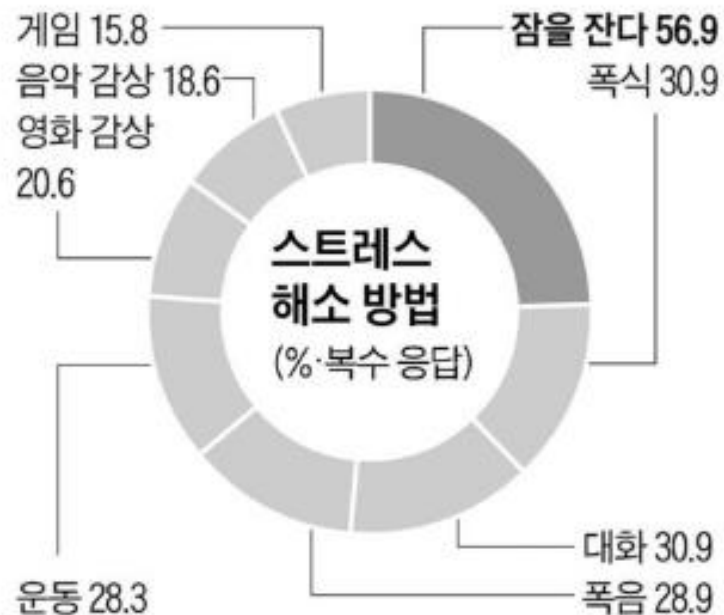 게임 15.8
음악 감상 18.6
영화 감상
20.6
잠을 잔다 56.9
폭식 30.9
스트레스
해소 방법
(%·복수 응답)
대화 30.9
운동 28.3
폭음 28.9